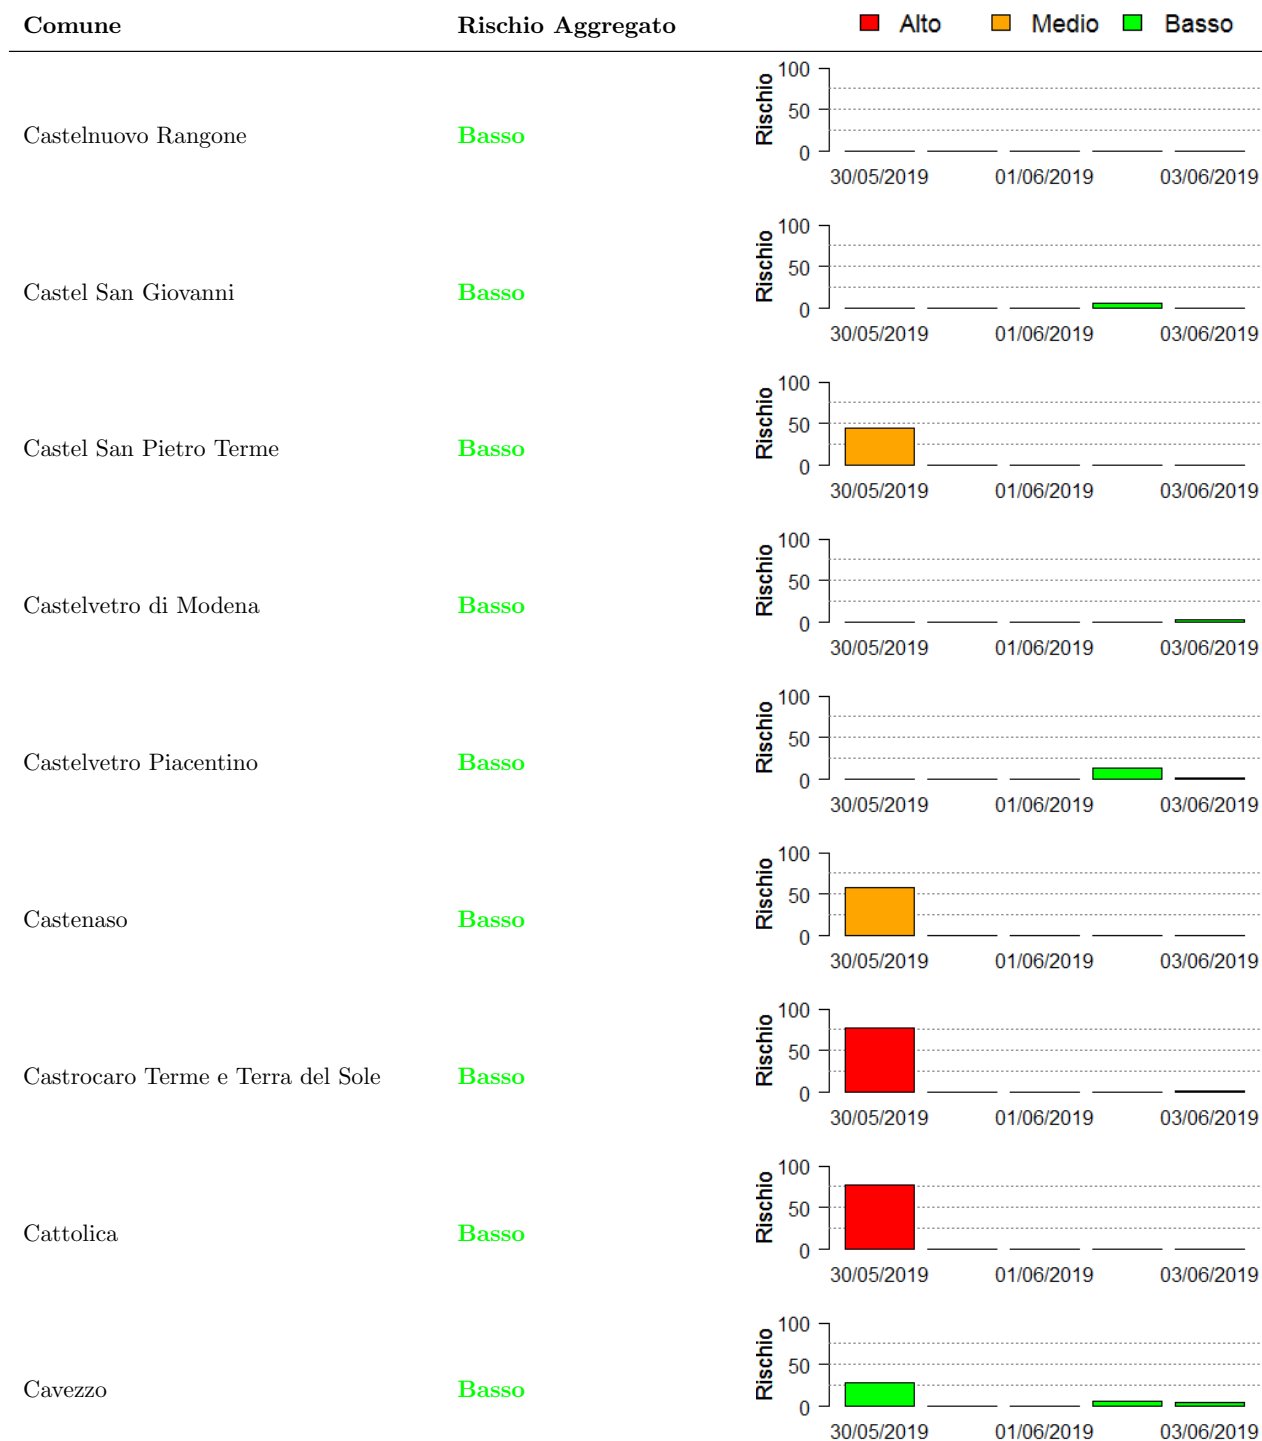 Comune Rischio Aggregato Alto Medio Basso
100
50
0
Rischio
Castelnuovo Rangone Basso
30/05/2019 01/06/2019 03/06/2019
100
50
0
Rischio
Castel San Giovanni Basso
30/05/2019 01/06/2019 03/06/2019
100
50
0
Rischio
Castel San Pietro Terme Basso
30/05/2019 01/06/2019 03/06/2019
100
50
0
Rischio
Castelvetro di Modena Basso
30/05/2019 01/06/2019 03/06/2019
100
50
0
Rischio
Castelvetro Piacentino Basso
30/05/2019 01/06/2019 03/06/2019
100
50
0
Rischio
Castenaso Basso
30/05/2019 01/06/2019 03/06/2019
100
50
0
Rischio
Castrocaro Terme e Terra del Sole Basso
30/05/2019 01/06/2019 03/06/2019
100
50
0
Rischio
Cattolica Basso
30/05/2019 01/06/2019 03/06/2019
100
50
0
Rischio
Cavezzo Basso
30/05/2019 01/06/2019 03/06/2019